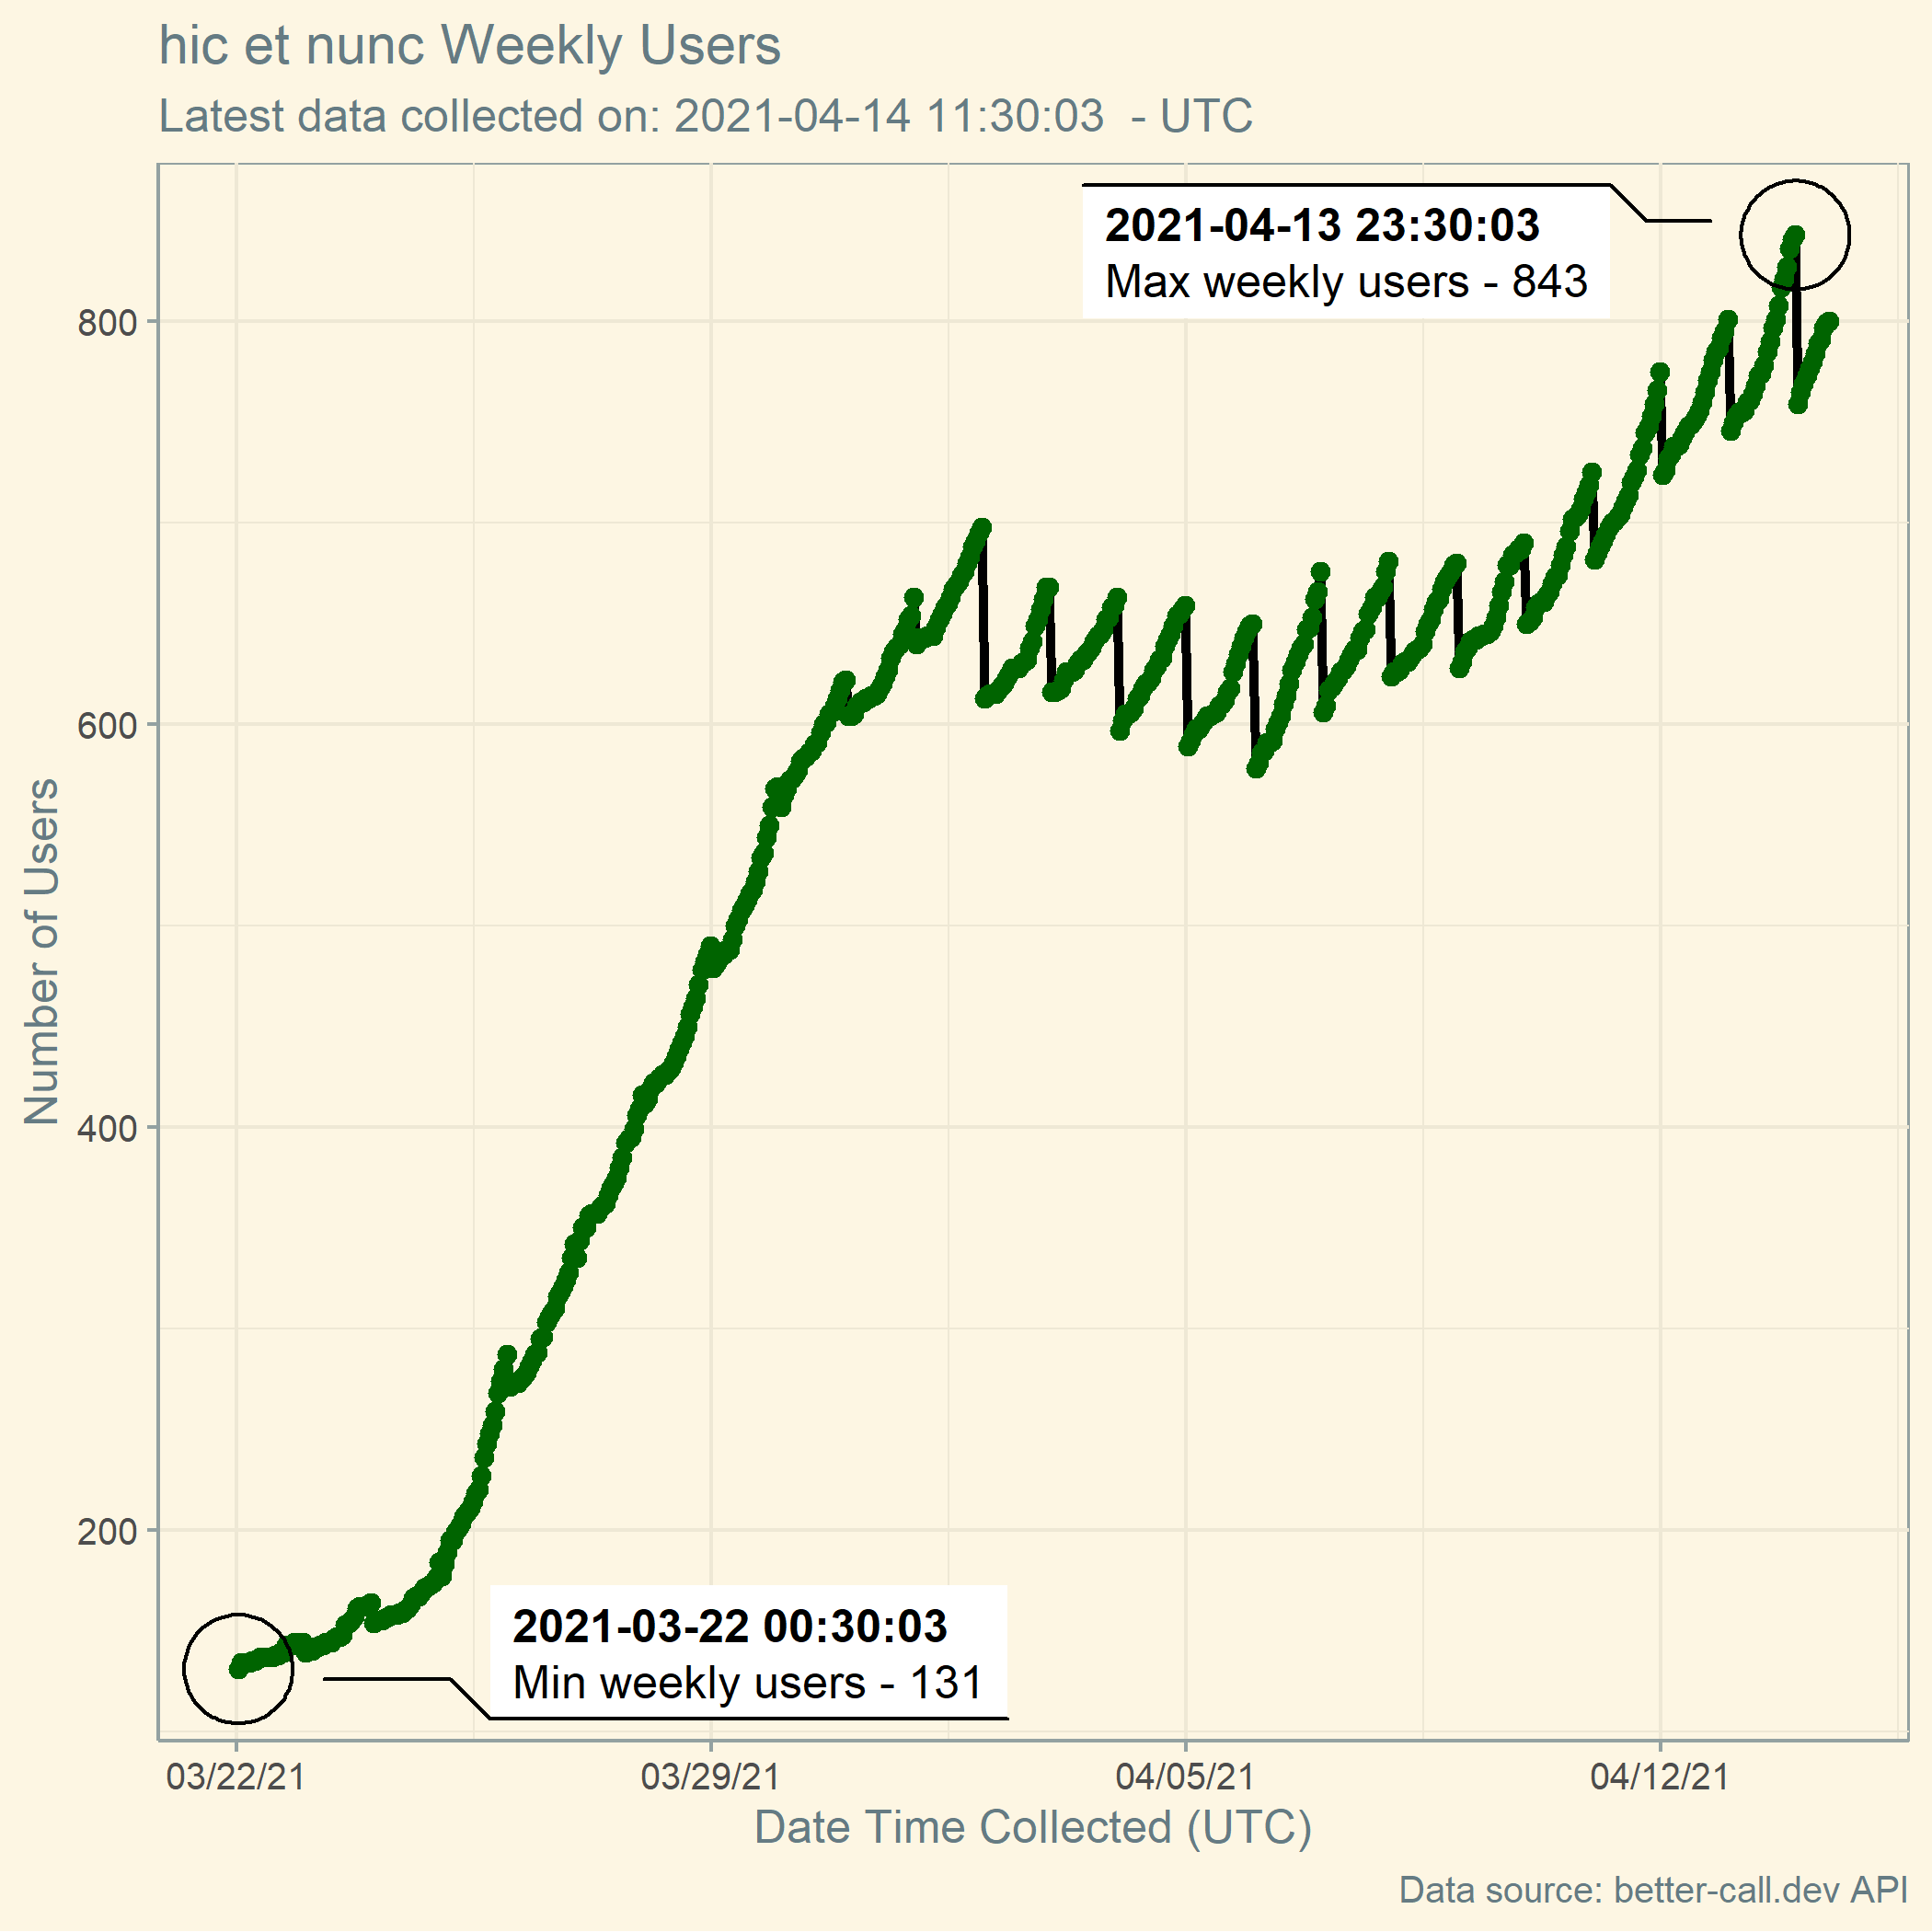 hic et nunc Weekly Users
Latest data collected on: 2021-04-14 11:30:03  - UTC
2021-04-13 23:30:03
Max weekly users - 843
800
600
Number of Users
400
200
2021-03-22 00:30:03
Min weekly users - 131
03/22/21 03/29/21 04/05/21 04/12/21
Date Time Collected (UTC)
Data source: better-call.dev API